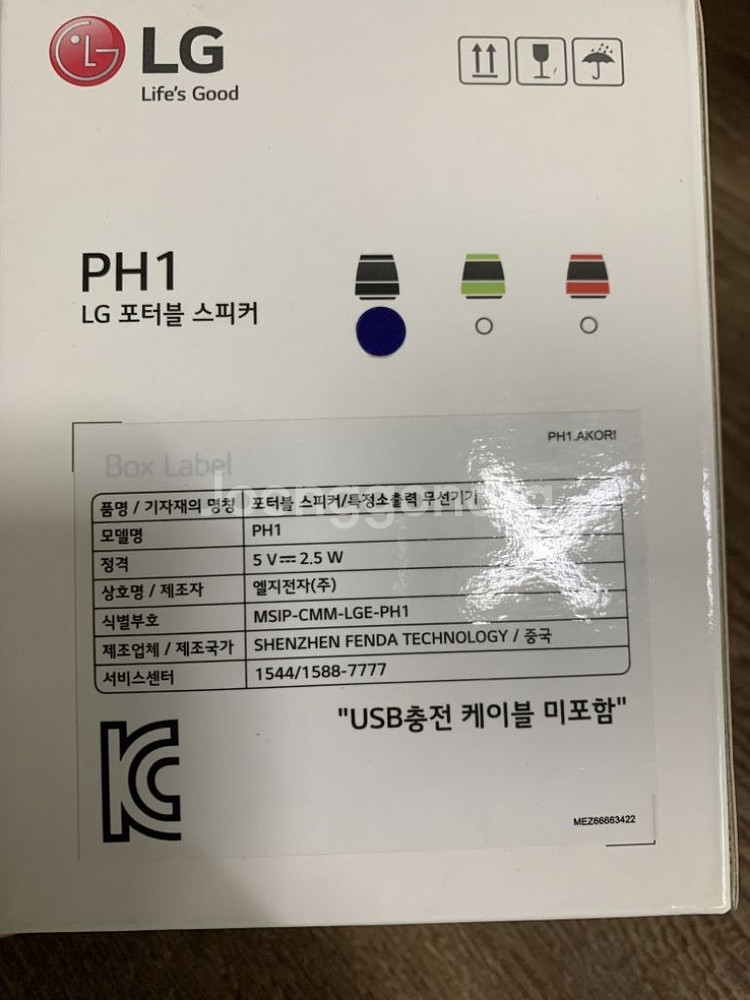 LG
Life's Good
PH1
LG 포터블 스피커
PH1.AKORI
Box Label
품명 / 기자재의 명칭 포터블 스피커/특정소출력 무선기기
모델명 PH1
정격 5 V⎓ 2.5 W
상호명 / 제조자 엘지전자(주)
식별부호 MSIP-CMM-LGE-PH1
제조업체 / 제조국가 SHENZHEN FENDA TECHNOLOGY / 중국
서비스센터 1544/1588-7777
"USB충전 케이블 미포함"
MEZ66663422